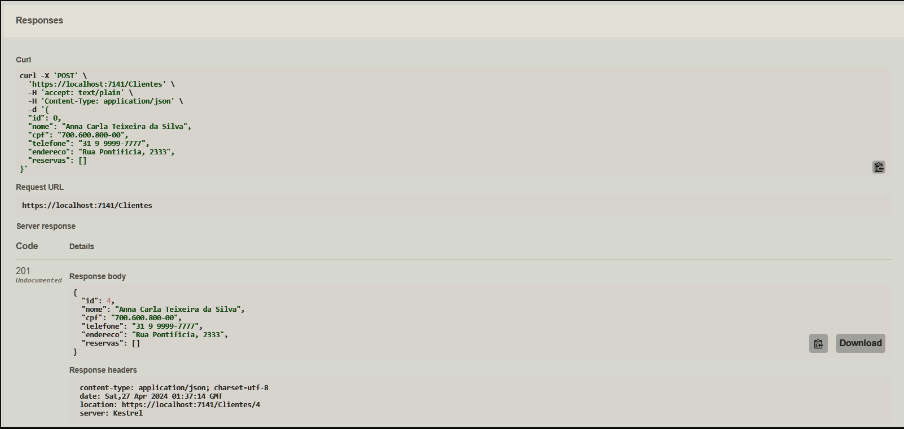 Responses
Curl
curl -X 'POST' \
'https://localhost:7141/Clientes' \
-H 'accept: text/plain' \
-H 'Content-Type: application/json' \
-d '{
"id": 0,
"nome": "Anna Carla Teixeira da Silva",
"cpf": "700.600.800-00",
"telefone": "31 9 9999-7777",
"endereco": "Rua Pontificia, 2333",
"reservas": []
}'
Request URL
https://localhost:7141/Clientes
Server response
Code Details
201
Undocumented
Response body
{
"id": 4,
"nome": "Anna Carla Teixeira da Silva",
"cpf": "700.600.800-00",
"telefone": "31 9 9999-7777",
"endereco": "Rua Pontificia, 2333",
"reservas": []
}
Download
Response headers
content-type: application/json; charset=utf-8
date: Sat,27 Apr 2024 01:37:14 GMT
location: https://localhost:7141/Clientes/4
server: Kestrel